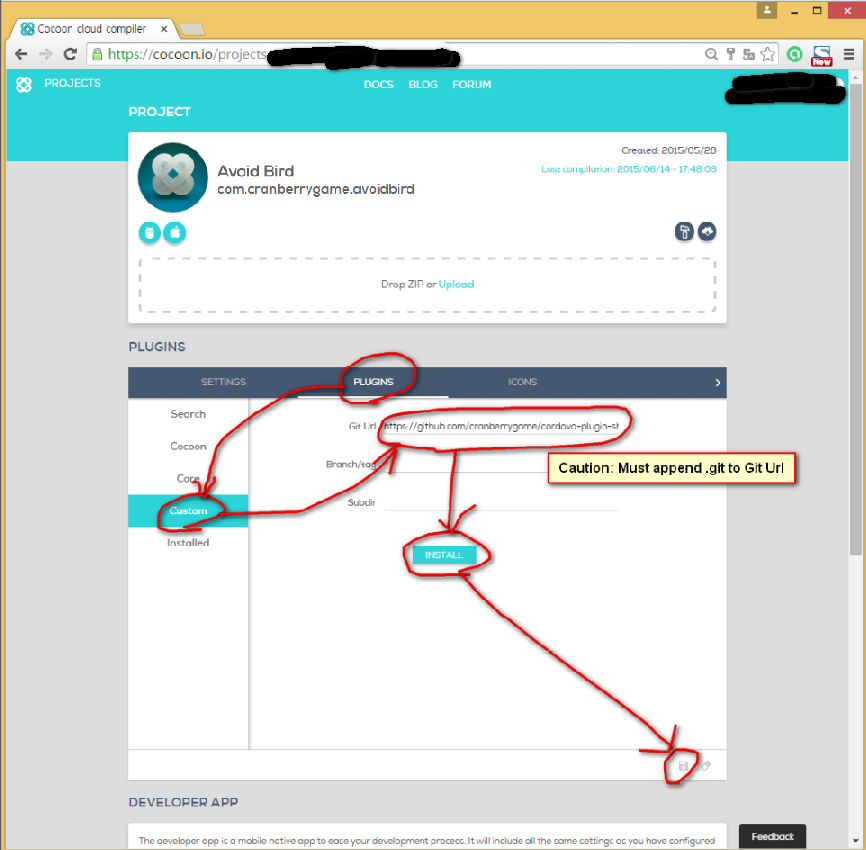 Cocoon cloud compiler
https://cocoon.io/projects
New
PROJECTS
DOCS BLOG FORUM
PROJECT
Avoid Bird
com.cranberrygame.avoidbird
Created: 2015/05/28
Last compilation: 2015/06/14 - 17:48:03
Drop ZIP or Upload
PLUGINS
SETTINGS PLUGINS ICONS
Search
Cocoon
Core
Custom
Installed
Git Url https://github.com/cranberrygame/cordova-plugin-sh
Branch/tag
Subdir
Caution: Must append .git to Git Url
INSTALL
DEVELOPER APP
The developer app is a mobile native app to ease your development process. It will include all the same settings as you have configured
Feedback